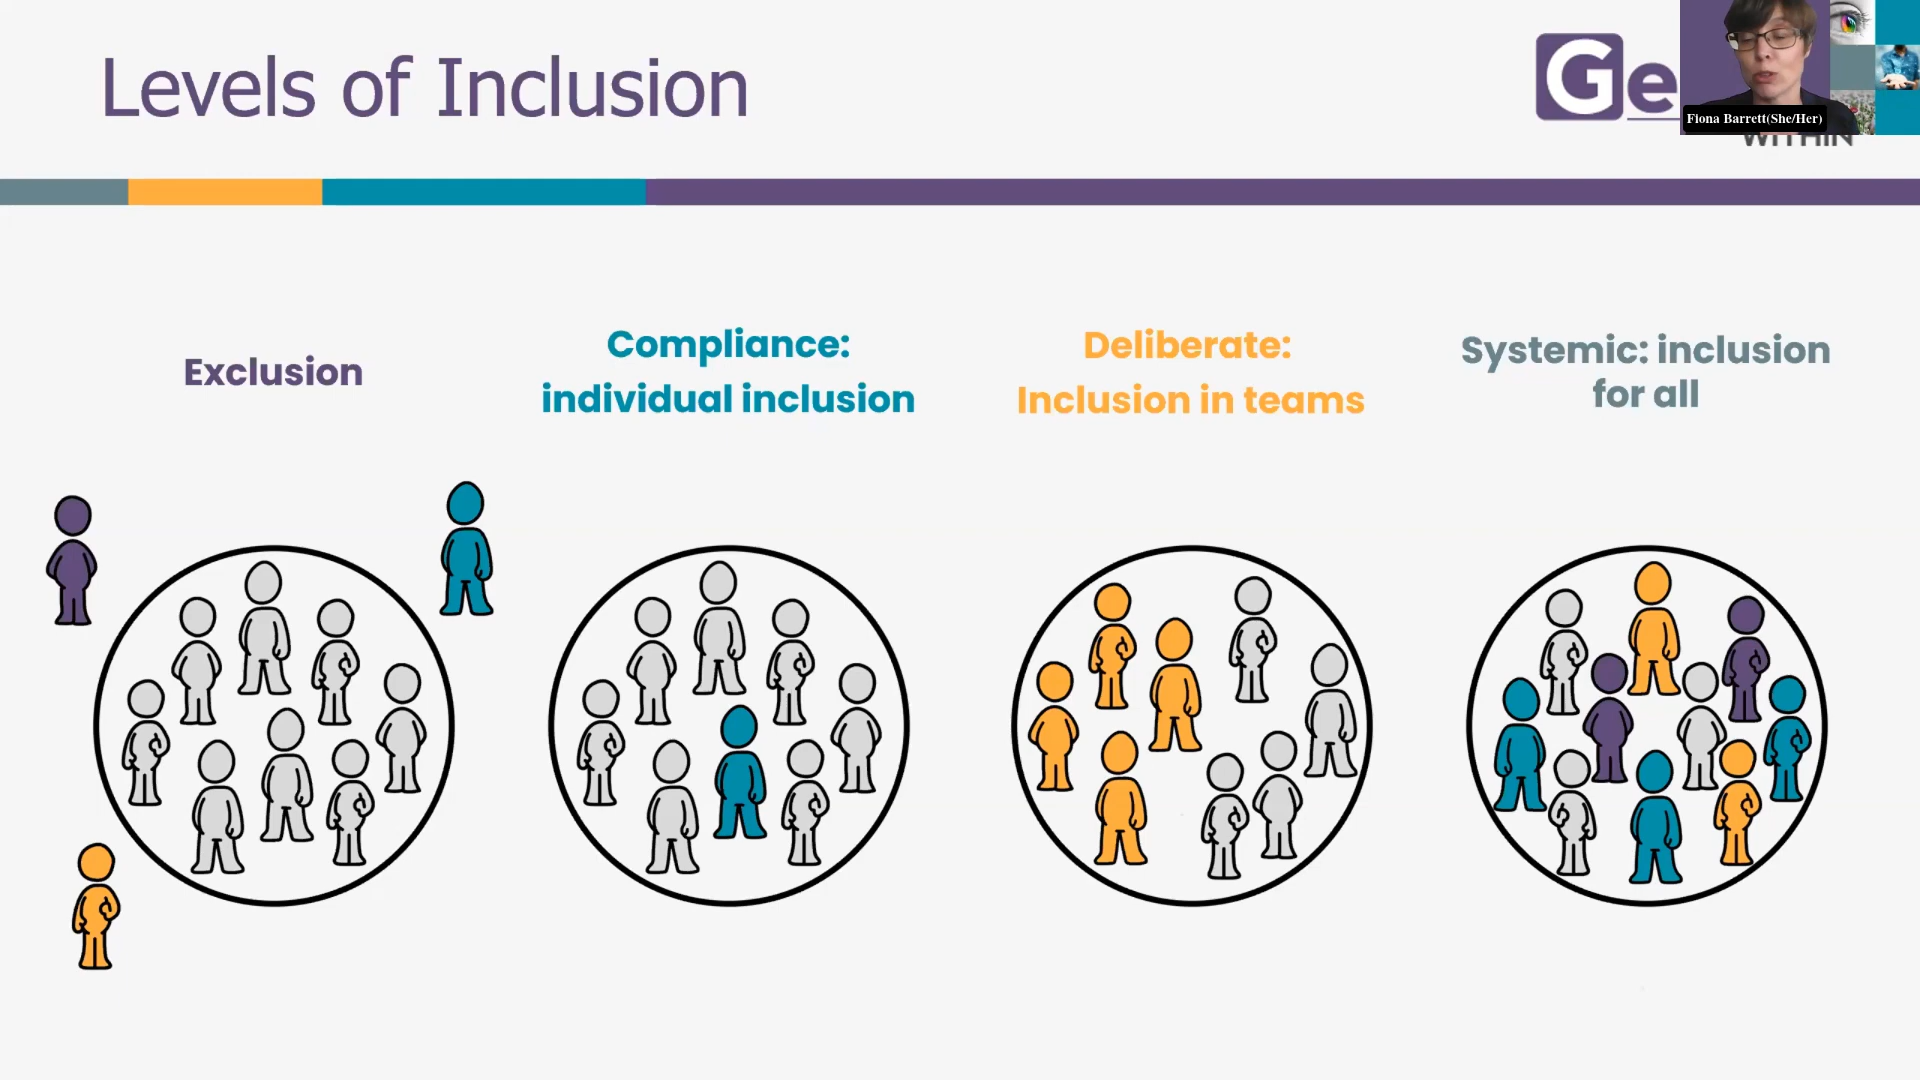 Levels of Inclusion
Ge
Fiona Barrett(She/Her)
WITHIN
Exclusion
Compliance:
individual inclusion
Deliberate:
Inclusion in teams
Systemic: inclusion
for all